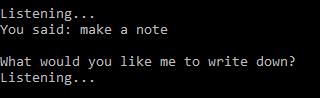 Listening...
You said: make a note
What would you like me to write down?
Listening...